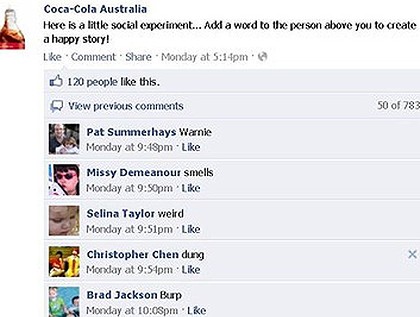 Coca-Cola Australia
Here is a little social experiment... Add a word to the person above you to create
a happy story!
Like · Comment · Share · Monday at 5:14pm ·
120 people like this.
View previous comments 50 of 783
Pat Summerhays Warnie
Monday at 9:48pm · Like
Missy Demeanour smells
Monday at 9:50pm · Like
Selina Taylor weird
Monday at 9:51pm · Like
Christopher Chen dung
Monday at 9:54pm · Like
Brad Jackson Burp
Monday at 10:08pm · Like